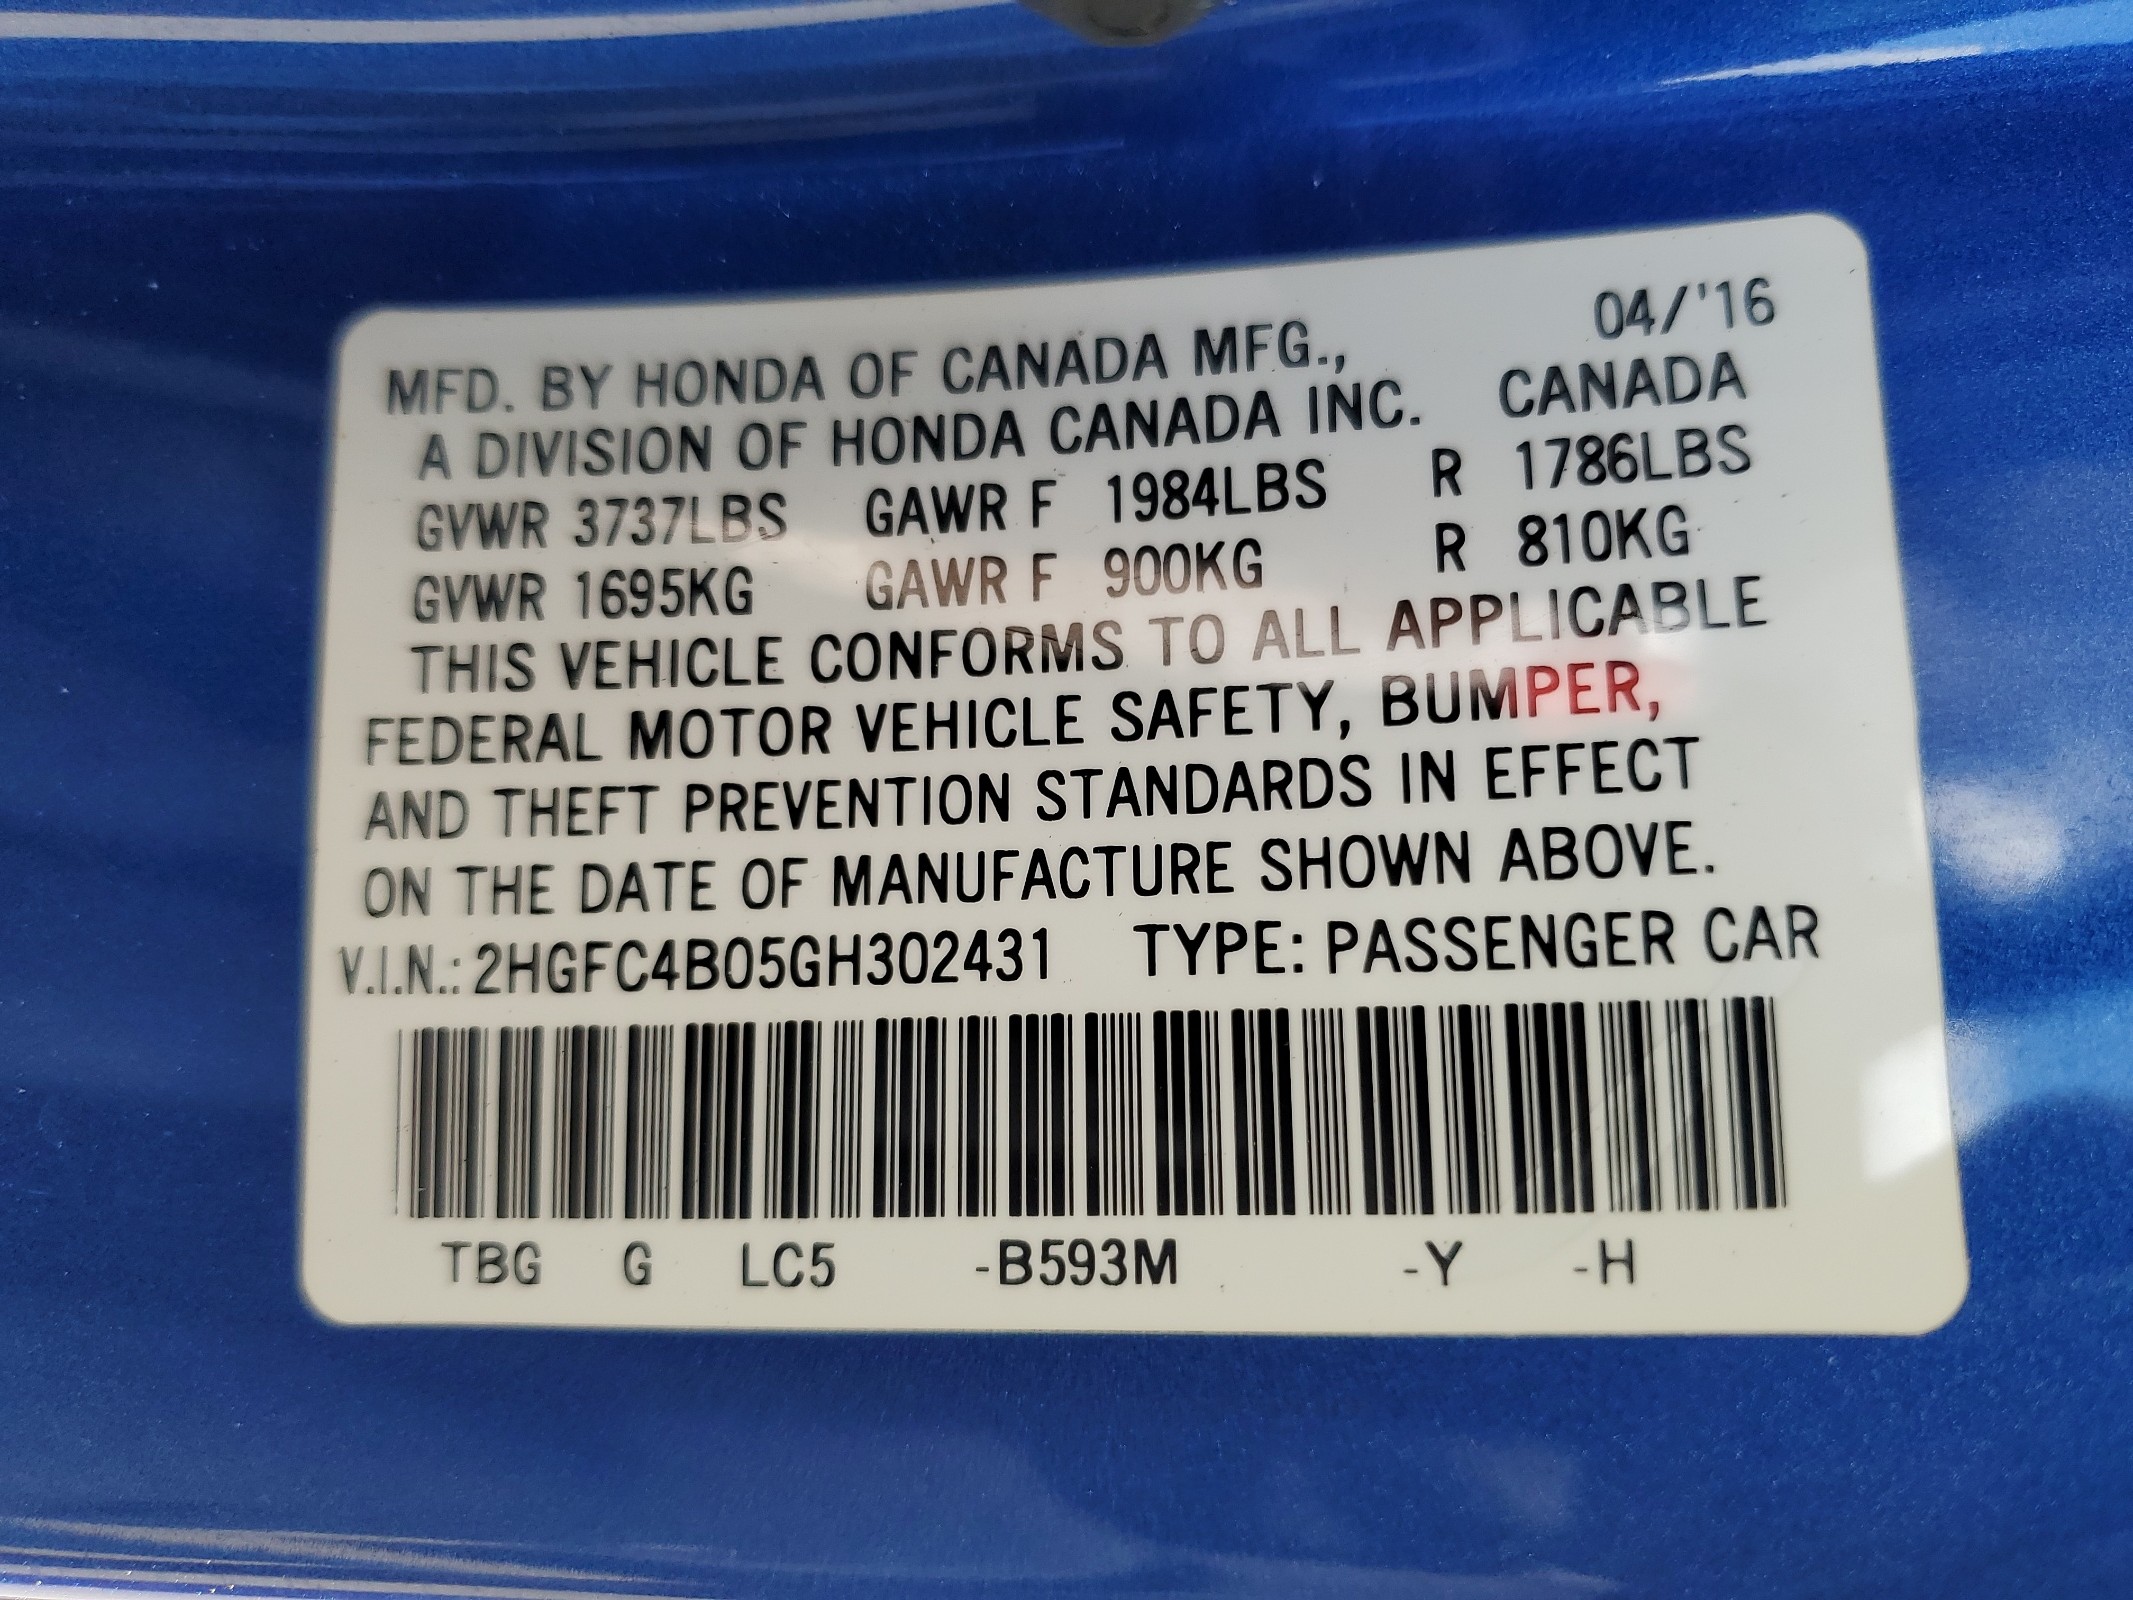 04/'16
MFD. BY HONDA OF CANADA MFG.,
A DIVISION OF HONDA CANADA INC. CANADA
GVWR 3737LBS GAWR F 1984LBS R 1786LBS
GVWR 1695KG GAWR F 900KG R 810KG
THIS VEHICLE CONFORMS TO ALL APPLICABLE
FEDERAL MOTOR VEHICLE SAFETY, BUMPER,
AND THEFT PREVENTION STANDARDS IN EFFECT
ON THE DATE OF MANUFACTURE SHOWN ABOVE.
V.I.N.: 2HGFC4B05GH302431 TYPE: PASSENGER CAR
TBG G LC5 -B593M -Y -H